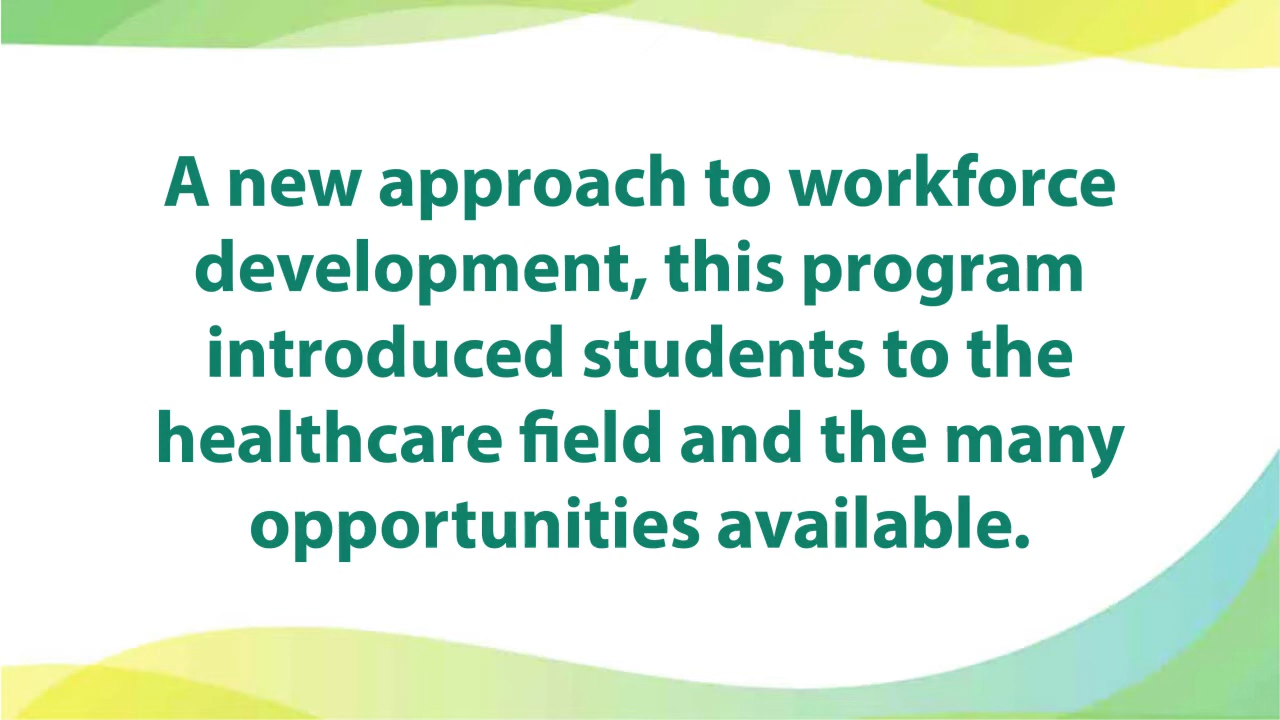 A new approach to workforce
development, this program
introduced students to the
healthcare field and the many
opportunities available.